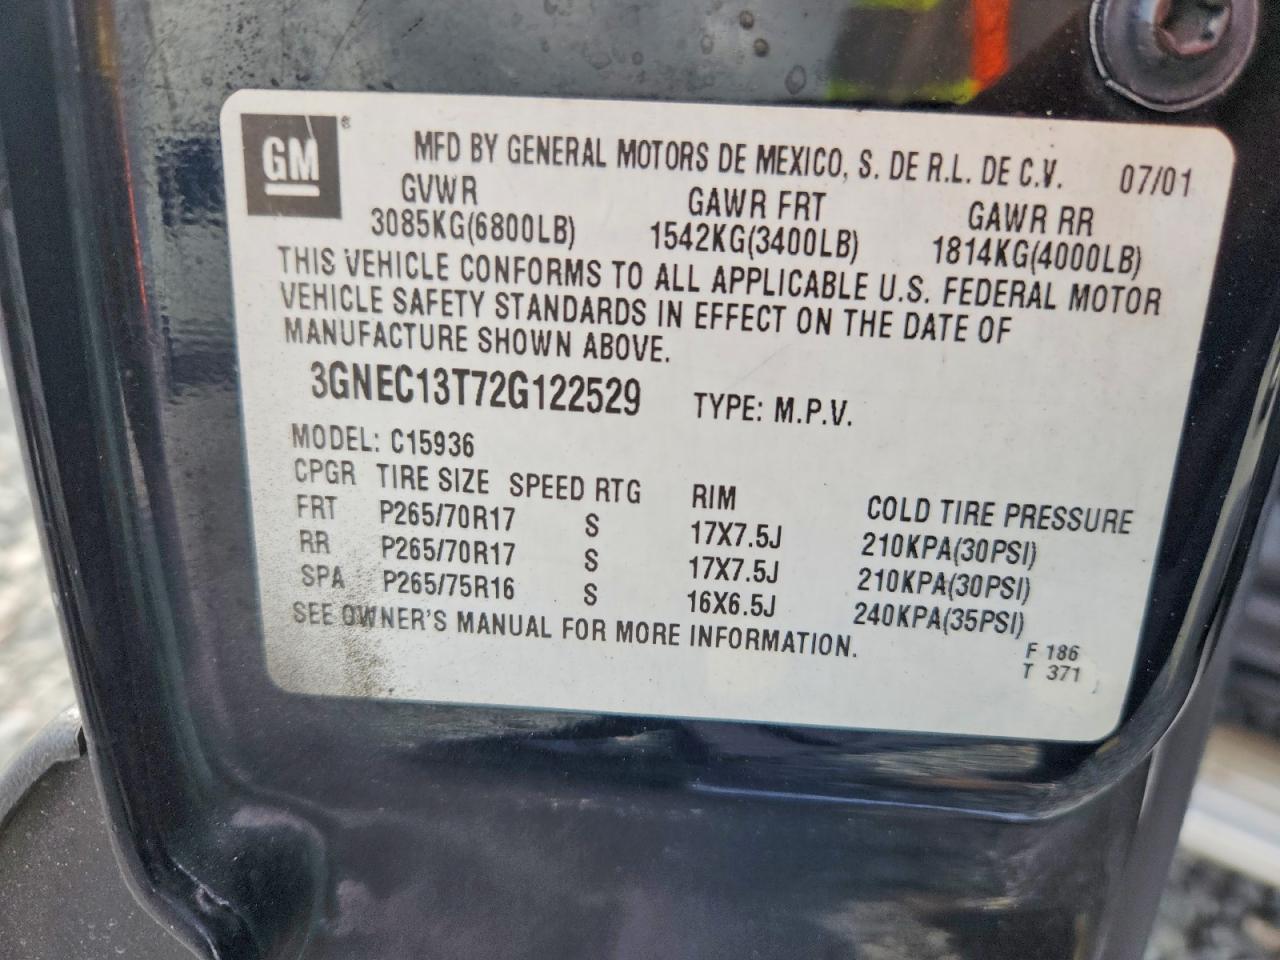 GM®
MFD BY GENERAL MOTORS DE MEXICO, S. DE R.L. DE C.V. 07/01
GVWR GAWR FRT GAWR RR
3085KG(6800LB) 1542KG(3400LB) 1814KG(4000LB)
THIS VEHICLE CONFORMS TO ALL APPLICABLE U.S. FEDERAL MOTOR
VEHICLE SAFETY STANDARDS IN EFFECT ON THE DATE OF
MANUFACTURE SHOWN ABOVE.
3GNEC13T72G122529 TYPE: M.P.V.
MODEL: C15936
CPGR TIRE SIZE SPEED RTG RIM COLD TIRE PRESSURE
FRT P265/70R17 S 17X7.5J 210KPA(30PSI)
RR P265/70R17 S 17X7.5J 210KPA(30PSI)
SPA P265/75R16 S 16X6.5J 240KPA(35PSI)
SEE OWNER'S MANUAL FOR MORE INFORMATION.
F 186
T 371